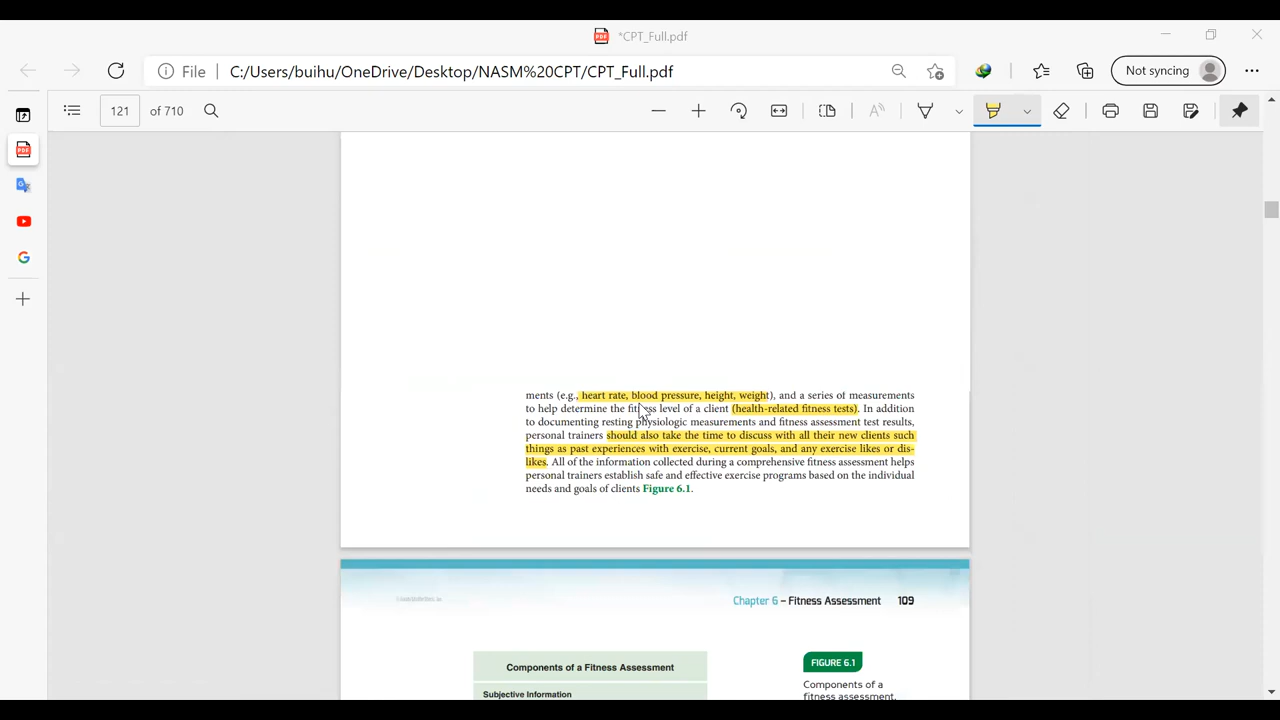 *CPT_Full.pdf
File C:/Users/buihu/OneDrive/Desktop/NASM%20CPT/CPT_Full.pdf Not syncing
121 of 710
ments (e.g., heart rate, blood pressure, height, weight), and a series of measurements
to help determine the fitness level of a client (health-related fitness tests). In addition
to documenting resting physiologic measurements and fitness assessment test results,
personal trainers should also take the time to discuss with all their new clients such
things as past experiences with exercise, current goals, and any exercise likes or dis-
likes. All of the information collected during a comprehensive fitness assessment helps
personal trainers establish safe and effective exercise programs based on the individual
needs and goals of clients Figure 6.1.
Chapter 6 – Fitness Assessment 109
Components of a Fitness Assessment
Subjective Information
FIGURE 6.1
Components of a
fitness assessment.